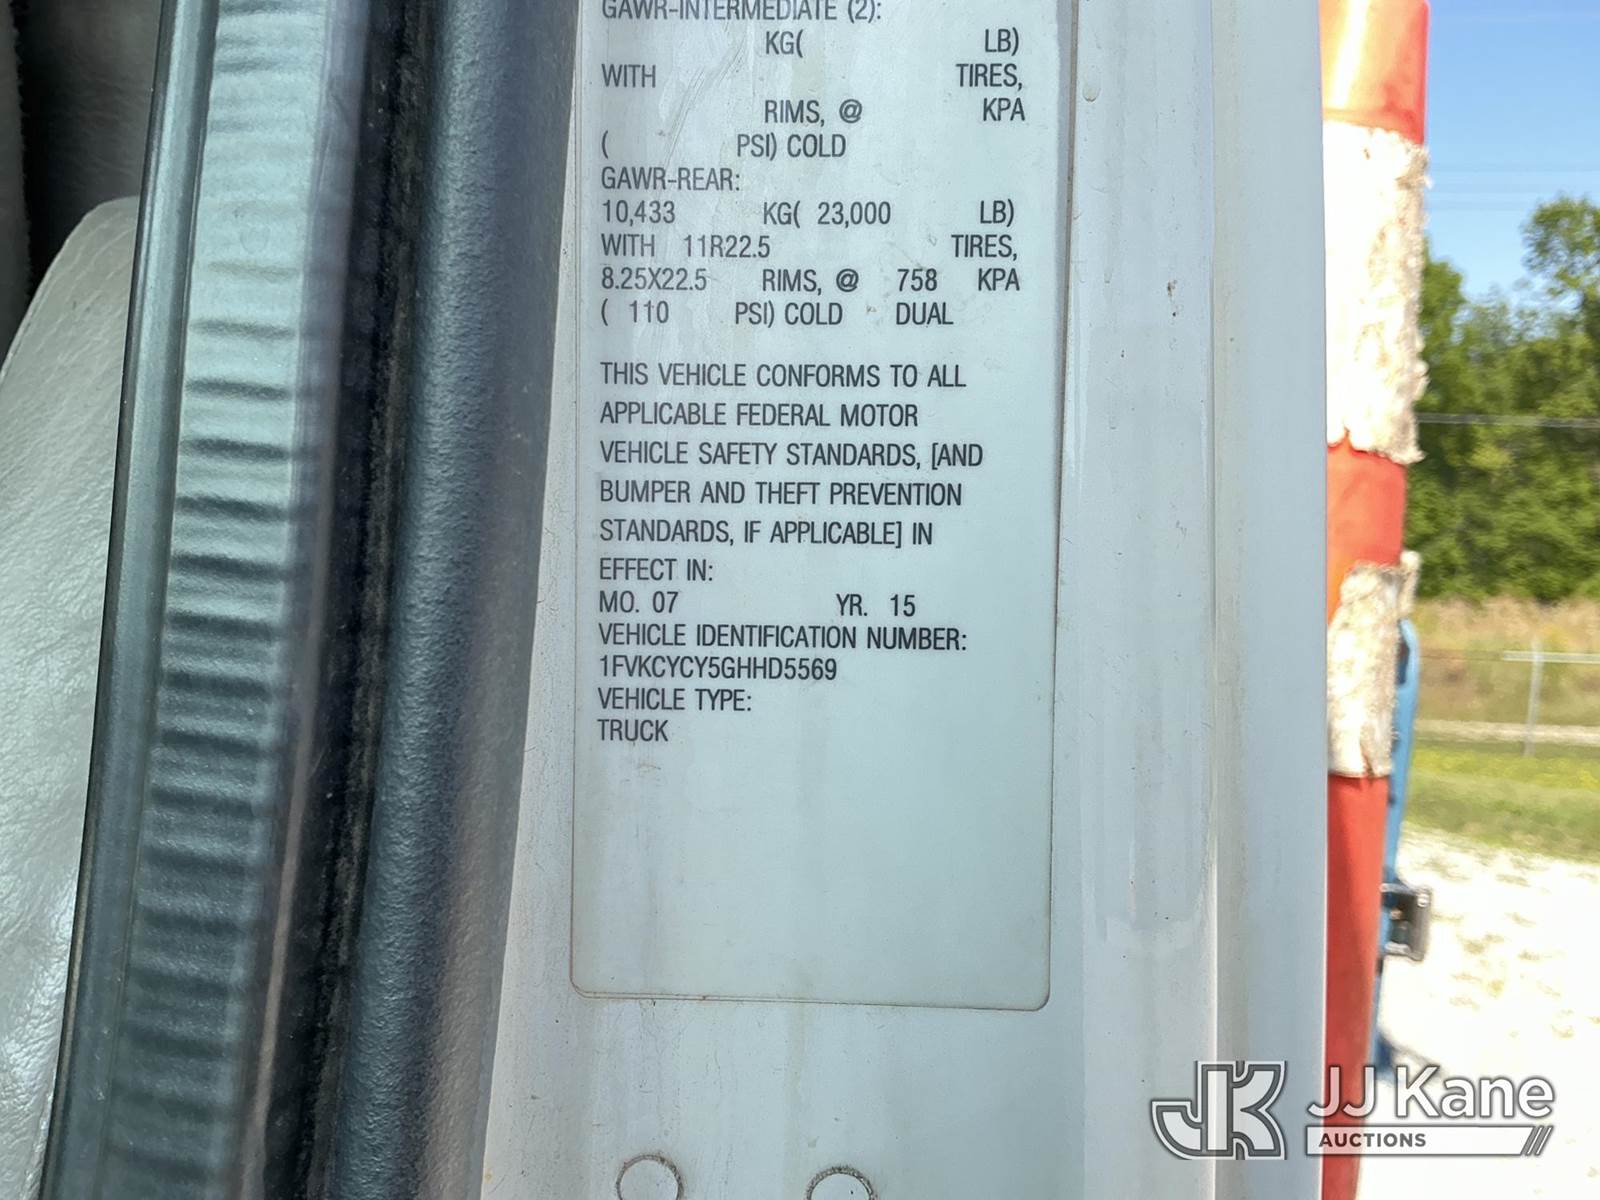 GAWR-INTERMEDIATE (2):
KG( LB)
WITH TIRES,
RIMS, @ KPA
( PSI) COLD
GAWR-REAR:
10,433 KG( 23,000 LB)
WITH 11R22.5 TIRES,
8.25X22.5 RIMS, @ 758 KPA
( 110 PSI) COLD DUAL
THIS VEHICLE CONFORMS TO ALL
APPLICABLE FEDERAL MOTOR
VEHICLE SAFETY STANDARDS, [AND
BUMPER AND THEFT PREVENTION
STANDARDS, IF APPLICABLE] IN
EFFECT IN:
MO. 07 YR. 15
VEHICLE IDENTIFICATION NUMBER:
1FVKCYCY5GHHD5569
VEHICLE TYPE:
TRUCK
JK JJ Kane
AUCTIONS